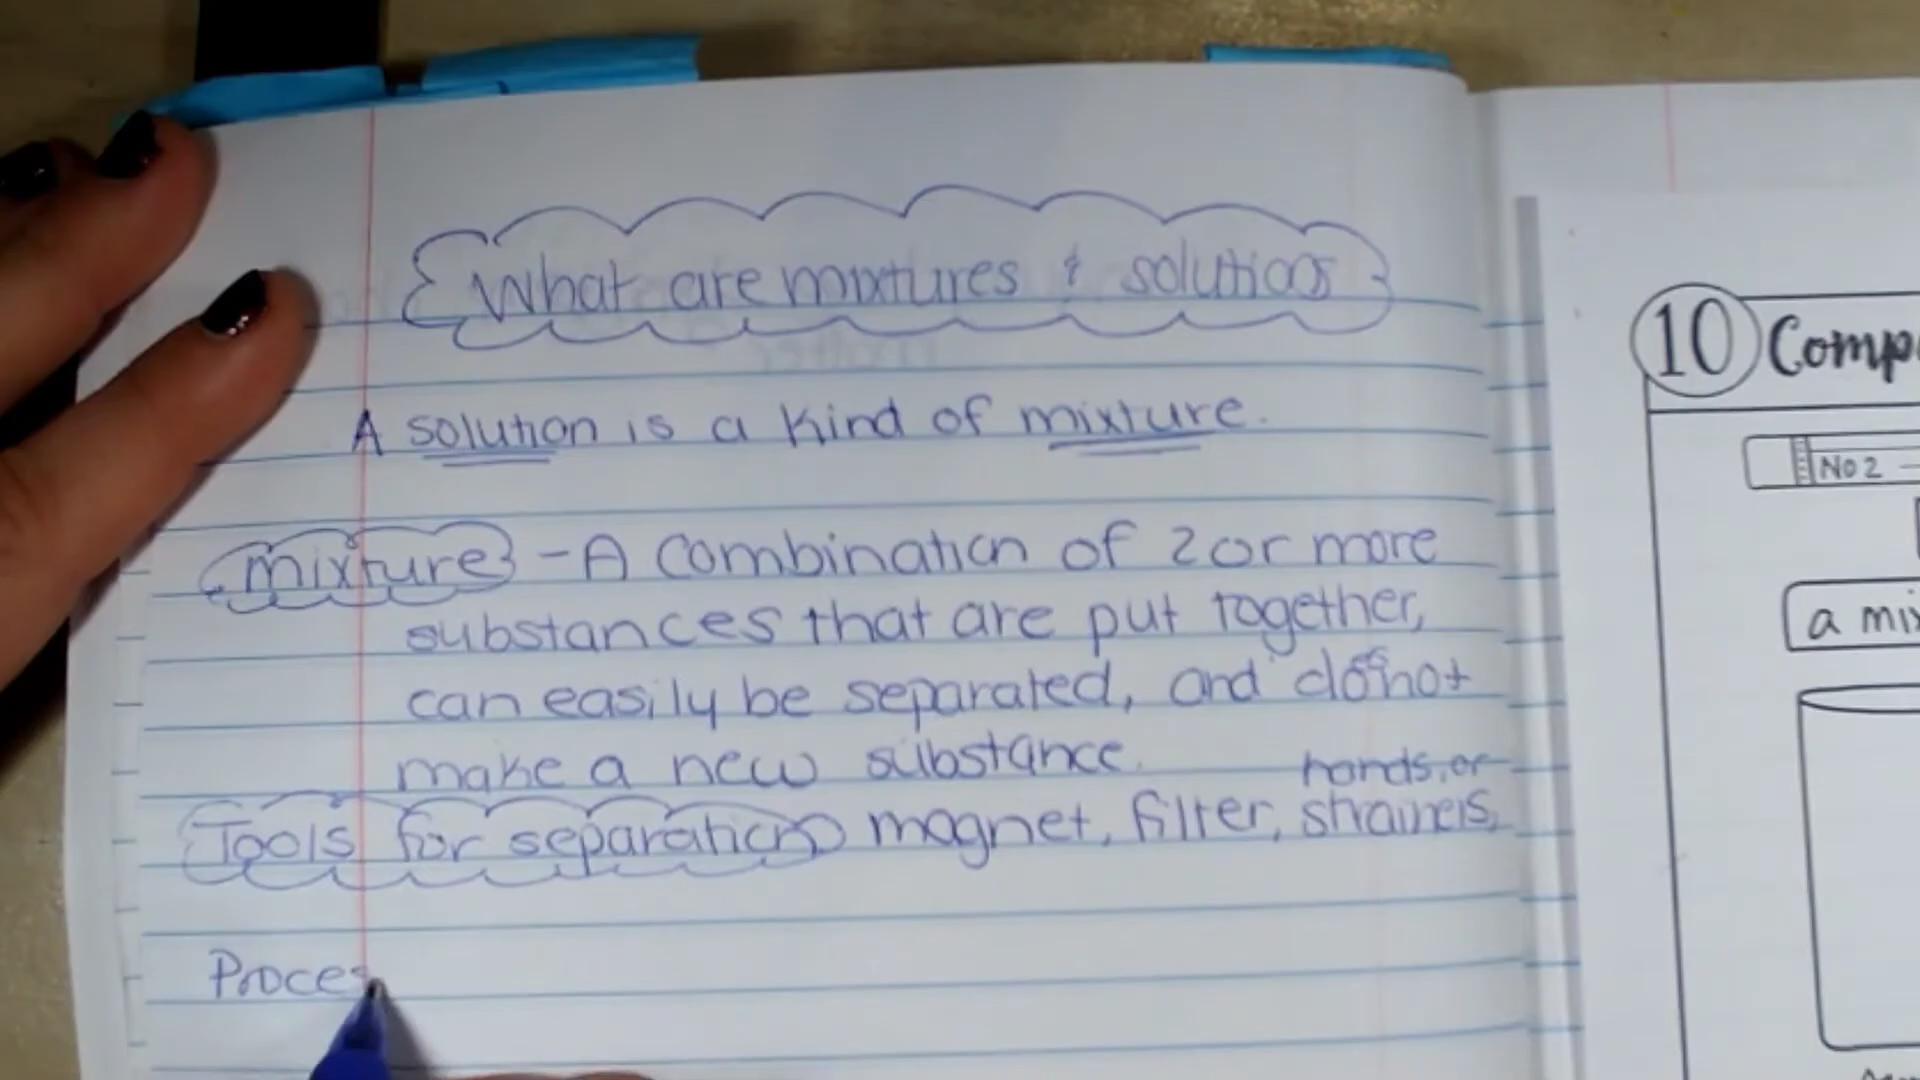 What are mixtures & solutions
A solution is a kind of mixture.
mixture - A combination of 2 or more
substances that are put together,
can easily be separated, and do not
make a new substance.
hands, or
Tools for separation magnet, filter, strainers,
Proces
10 Comp
No 2
a mix